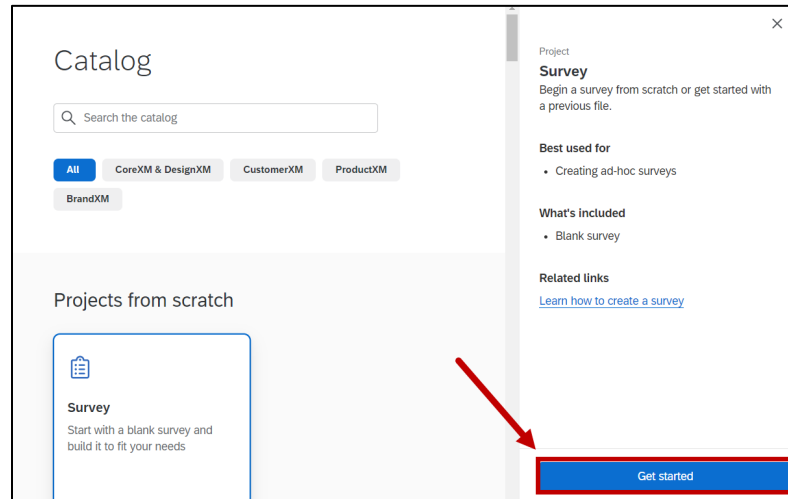 Catalog
Search the catalog
All
CoreXM & DesignXM
CustomerXM
ProductXM
BrandXM
Projects from scratch
Survey
Start with a blank survey and
build it to fit your needs
Project
Survey
Begin a survey from scratch or get started with
a previous file.
Best used for
• Creating ad-hoc surveys
What's included
• Blank survey
Related links
Learn how to create a survey
Get started